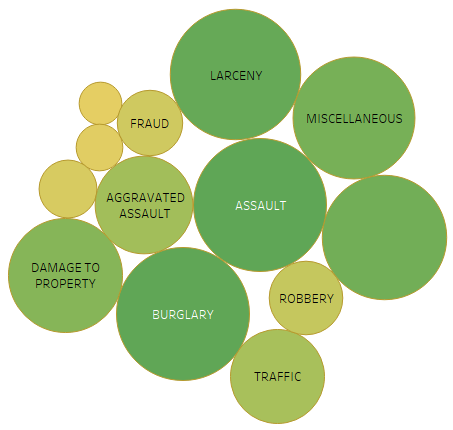 LARCENY
MISCELLANEOUS
FRAUD
AGGRAVATED
ASSAULT
ASSAULT
DAMAGE TO
PROPERTY
BURGLARY
ROBBERY
TRAFFIC